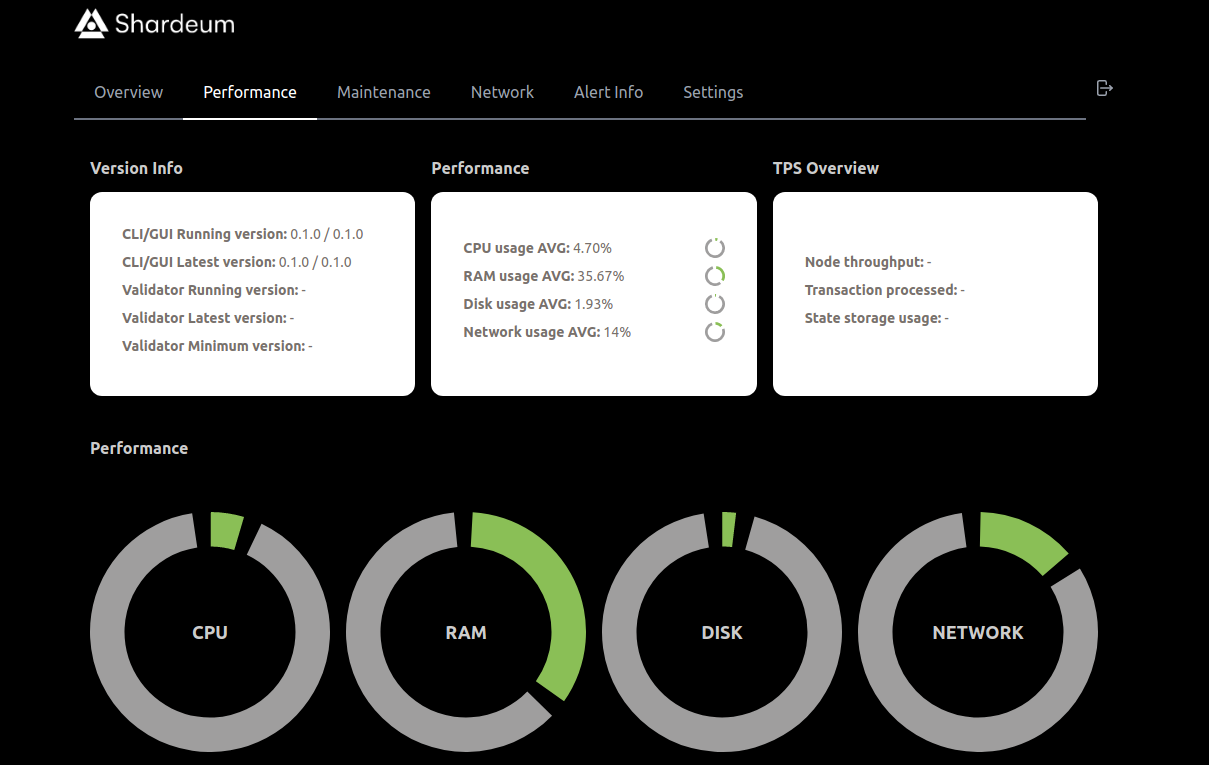 Shardeum
Overview Performance Maintenance Network Alert Info Settings
Version Info
CLI/GUI Running version: 0.1.0 / 0.1.0
CLI/GUI Latest version: 0.1.0 / 0.1.0
Validator Running version: -
Validator Latest version: -
Validator Minimum version: -
Performance
CPU usage AVG: 4.70%
RAM usage AVG: 35.67%
Disk usage AVG: 1.93%
Network usage AVG: 14%
TPS Overview
Node throughput: -
Transaction processed: -
State storage usage: -
Performance
CPU
RAM
DISK
NETWORK